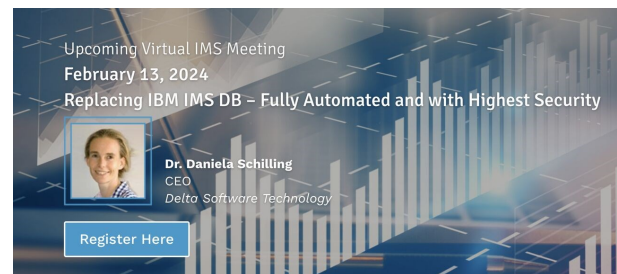 Upcoming Virtual IMS Meeting
February 13, 2024
Replacing IBM IMS DB – Fully Automated and with Highest Security
Dr. Daniela Schilling
CEO
Delta Software Technology
Register Here